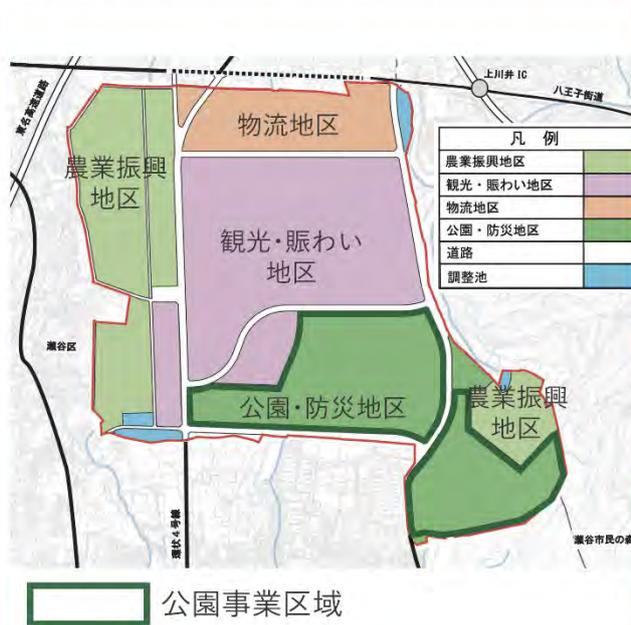 東名高速道路
上川井 IC
八王子街道
物流地区
凡 例
農業振興地区
観光・賑わい地区
物流地区
公園・防災地区
道路
調整池
農業振興
地区
観光・賑わい
地区
瀬谷区
公園・防災地区
農業振興
地区
環状4号線
瀬谷市民の森
公園事業区域